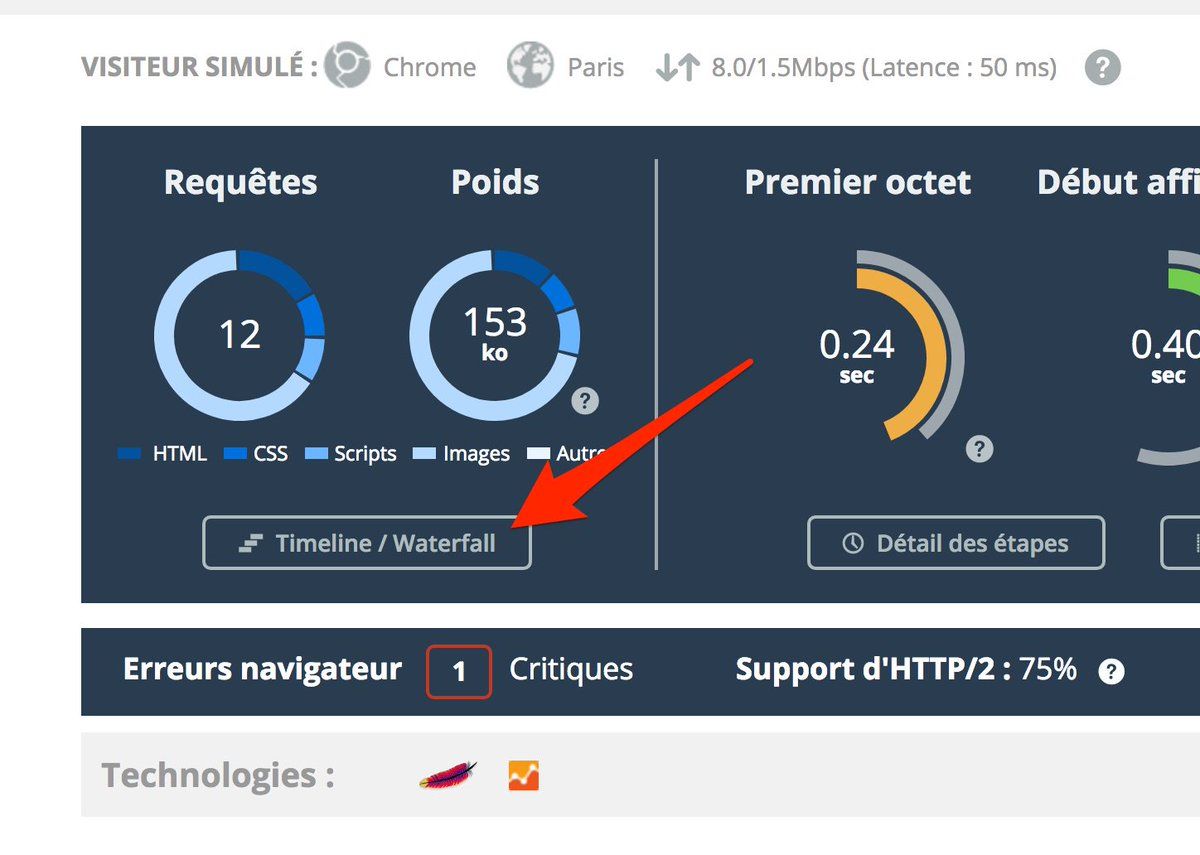 VISITEUR SIMULÉ : Chrome Paris 8.0/1.5Mbps (Latence : 50 ms) ?
Requêtes Poids Premier octet Début affi
12
153
ko
?
0.24
sec
?
0.40
sec
HTML CSS Scripts Images Autre
Timeline / Waterfall
Détail des étapes
Erreurs navigateur 1 Critiques Support d'HTTP/2 : 75% ?
Technologies :